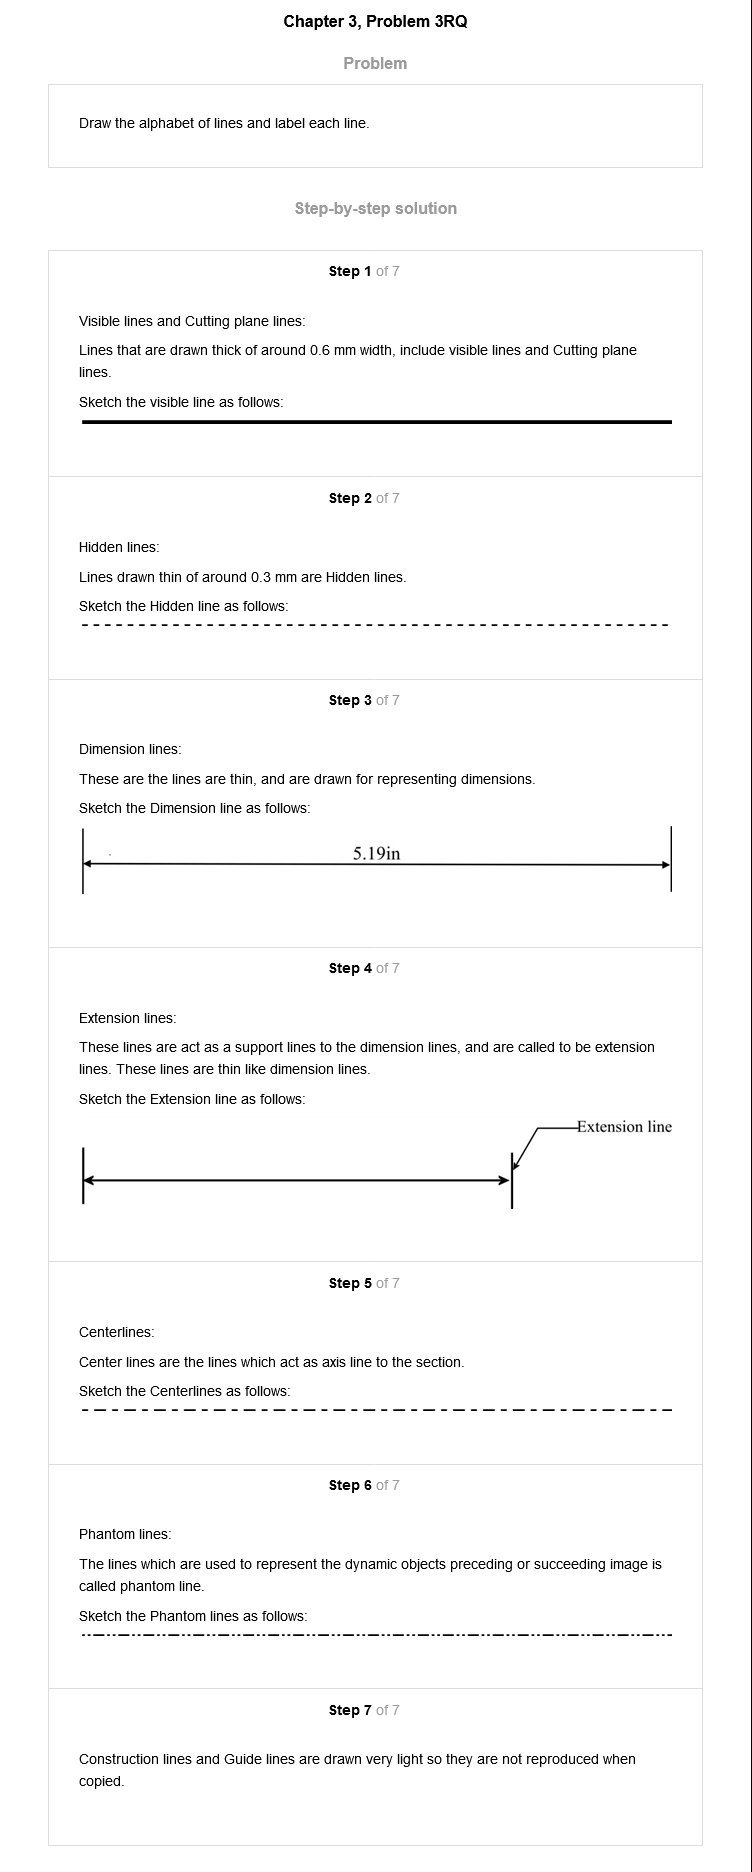 Chapter 3, Problem 3RQ
Problem
Draw the alphabet of lines and label each line.
Step-by-step solution
Step 1 of 7
Visible lines and Cutting plane lines:
Lines that are drawn thick of around 0.6 mm width, include visible lines and Cutting plane
lines.
Sketch the visible line as follows:
Step 2 of 7
Hidden lines:
Lines drawn thin of around 0.3 mm are Hidden lines.
Sketch the Hidden line as follows:
Step 3 of 7
Dimension lines:
These are the lines are thin, and are drawn for representing dimensions.
Sketch the Dimension line as follows:
5.19in
Step 4 of 7
Extension lines:
These lines are act as a support lines to the dimension lines, and are called to be extension
lines. These lines are thin like dimension lines.
Sketch the Extension line as follows:
Extension line
Step 5 of 7
Centerlines:
Center lines are the lines which act as axis line to the section.
Sketch the Centerlines as follows:
Step 6 of 7
Phantom lines:
The lines which are used to represent the dynamic objects preceding or succeeding image is
called phantom line.
Sketch the Phantom lines as follows:
Step 7 of 7
Construction lines and Guide lines are drawn very light so they are not reproduced when
copied.